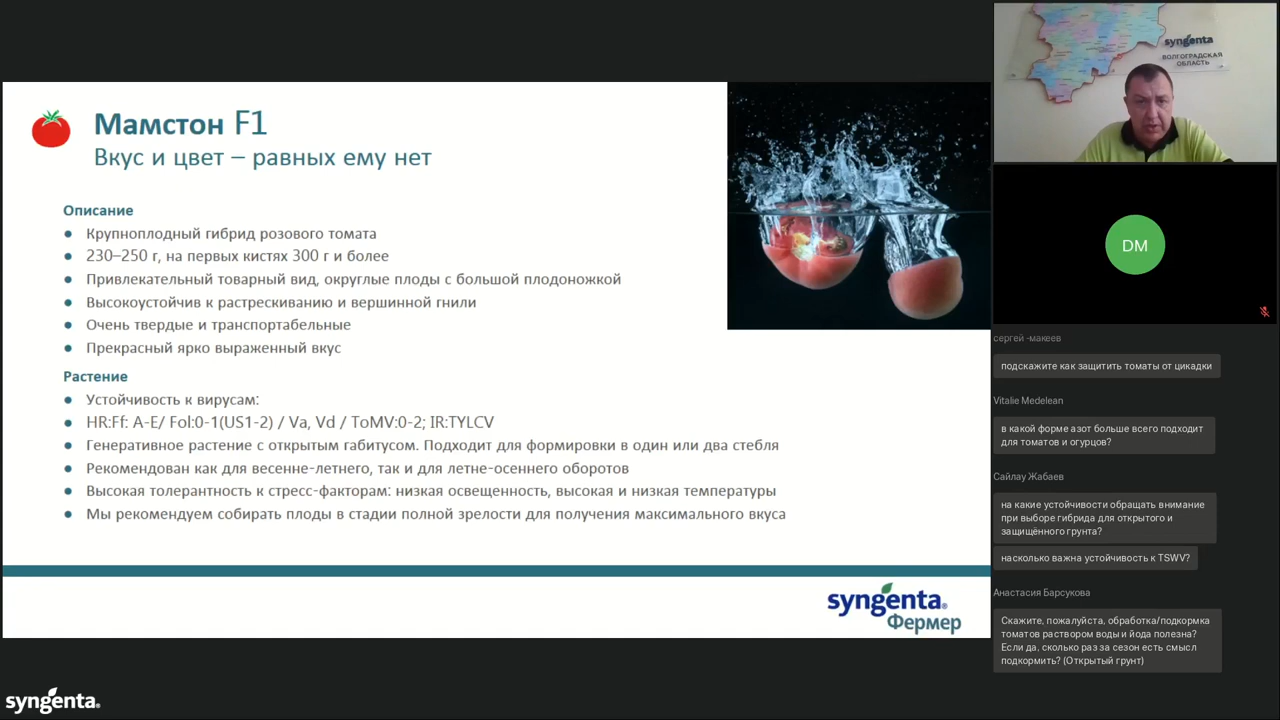 Мамстон F1
Вкус и цвет – равных ему нет
Описание
Крупноплодный гибрид розового томата
230–250 г, на первых кистях 300 г и более
Привлекательный товарный вид, округлые плоды с большой плодоножкой
Высокоустойчив к растрескиванию и вершинной гнили
Очень твердые и транспортабельные
Прекрасный ярко выраженный вкус
Растение
Устойчивость к вирусам:
HR:Ff: A-E/ Fol:0-1(US1-2) / Va, Vd / ToMV:0-2; IR:TYLCV
Генеративное растение с открытым габитусом. Подходит для формировки в один или два стебля
Рекомендован как для весенне-летнего, так и для летне-осеннего оборотов
Высокая толерантность к стресс-факторам: низкая освещенность, высокая и низкая температуры
Мы рекомендуем собирать плоды в стадии полной зрелости для получения максимального вкуса
syngenta.
Фермер
syngenta.
syngenta
ВОЛГОГРАДСКАЯ
ОБЛАСТЬ
DM
сергей -макеев
подскажите как защитить томаты от цикадки
Vitalie Medelean
в какой форме азот больше всего подходит
для томатов и огурцов?
Сайлау Жабаев
на какие устойчивости обращать внимание
при выборе гибрида для открытого и
защищённого грунта?
насколько важна устойчивость к TSWV?
Анастасия Барсукова
Скажите, пожалуйста, обработка/подкормка
томатов раствором воды и йода полезна?
Если да, сколько раз за сезон есть смысл
подкормить? (Открытый грунт)